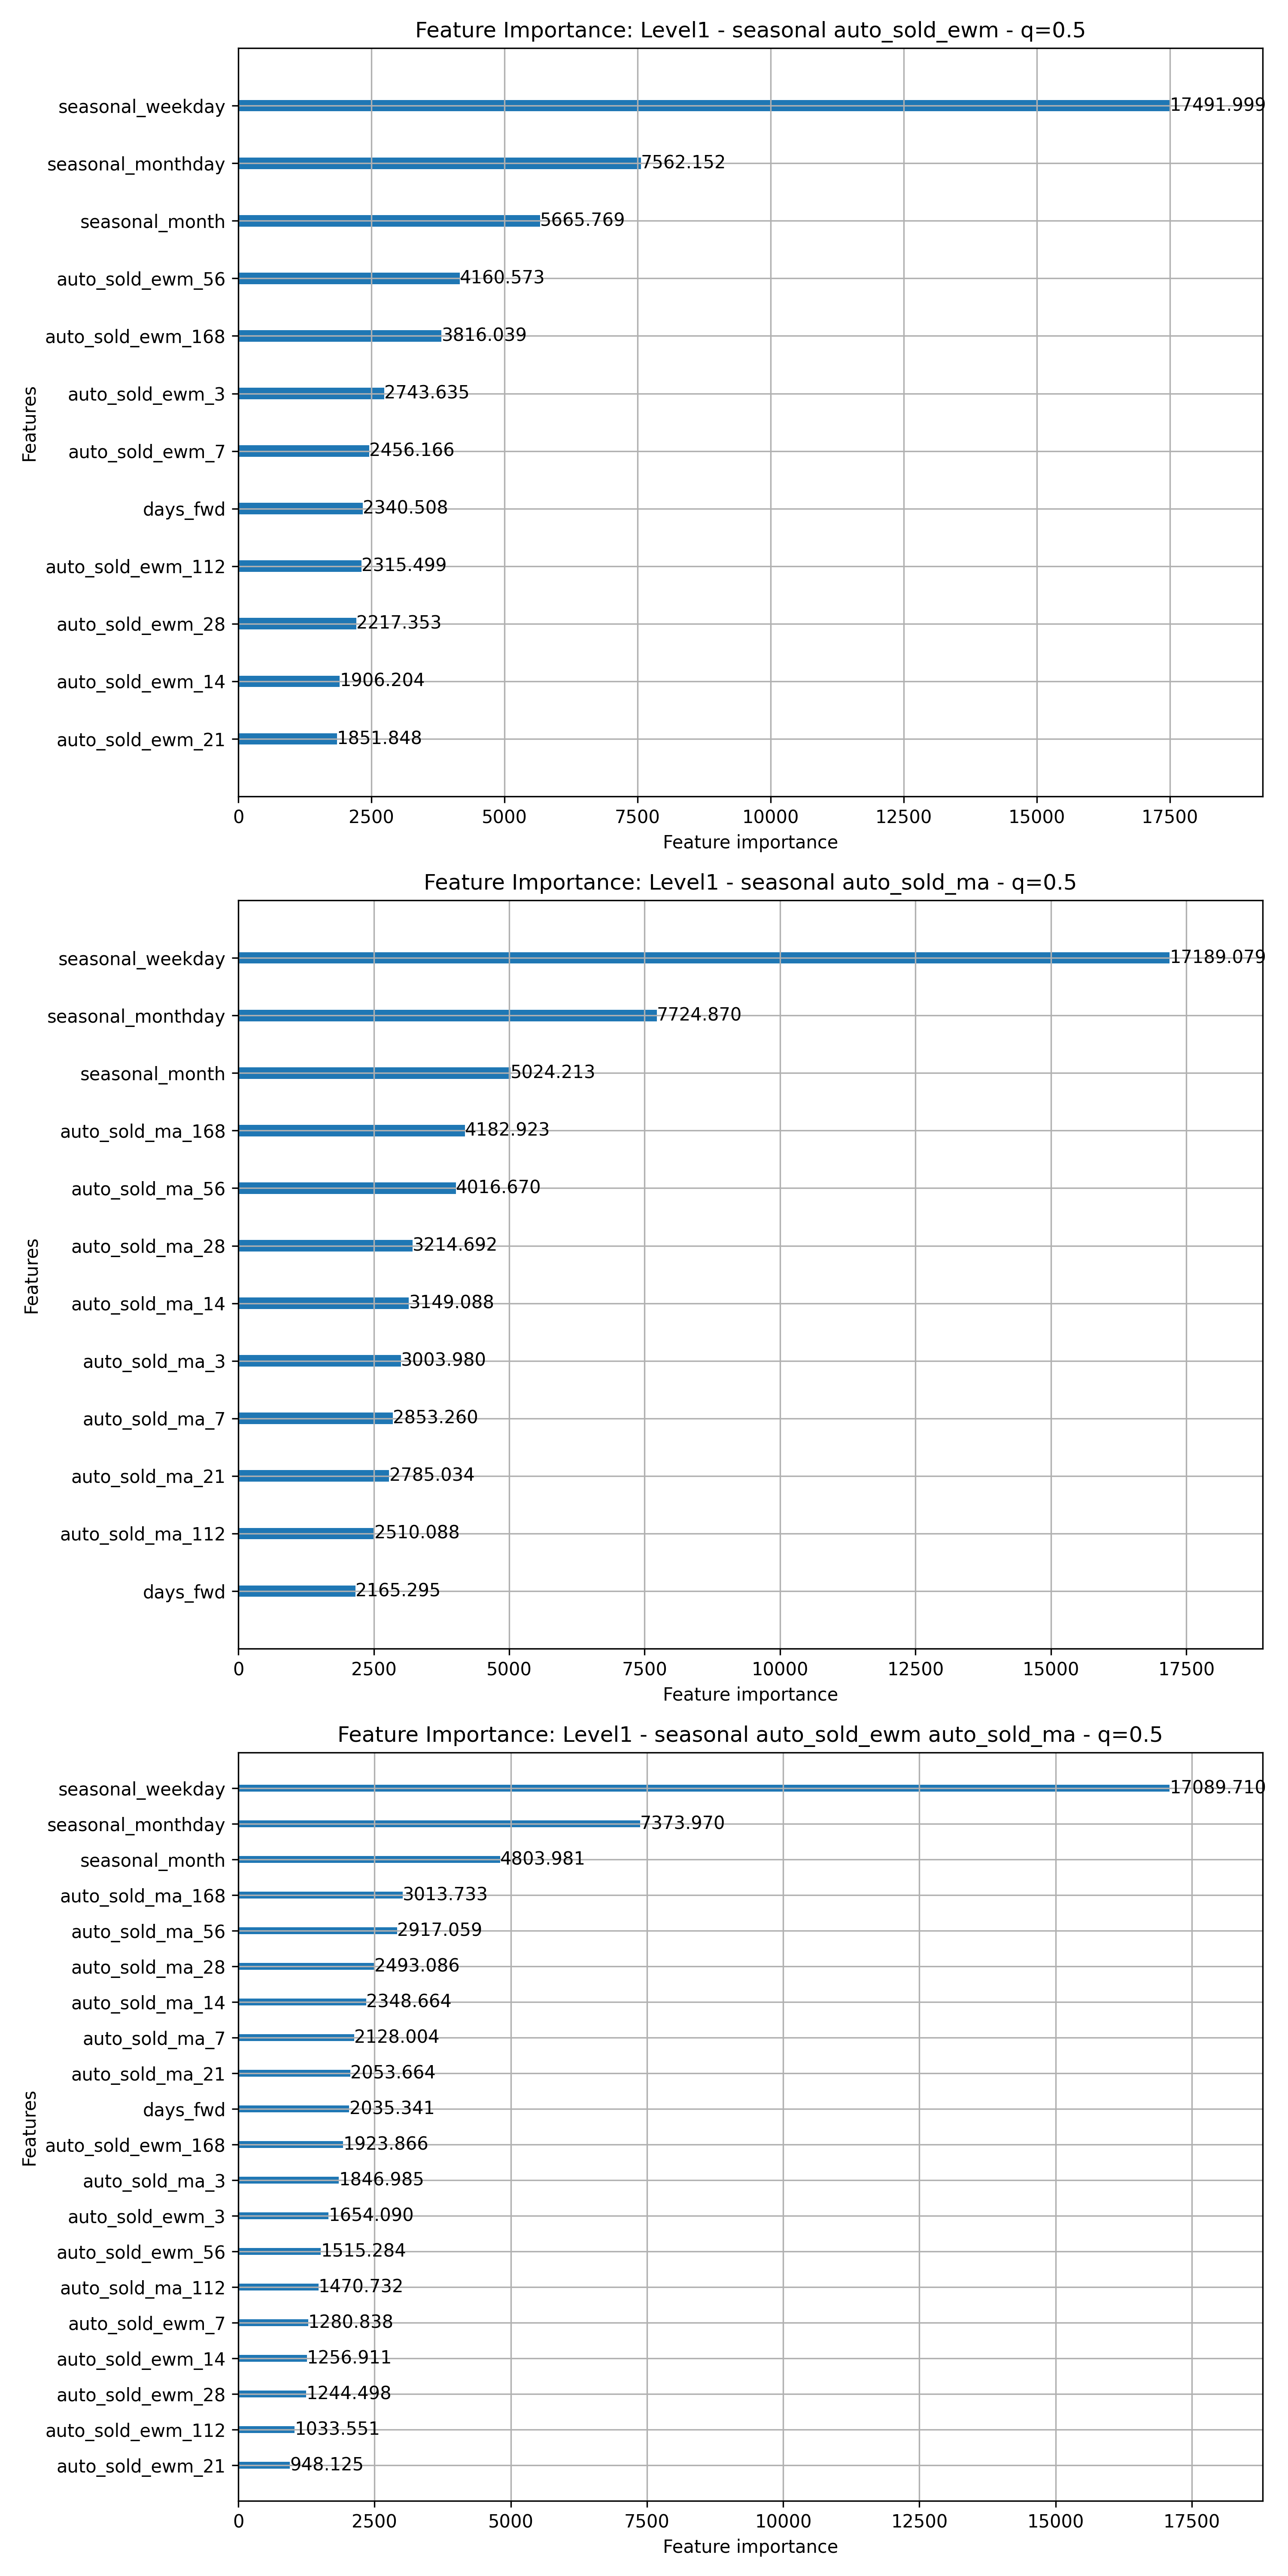 Feature Importance: Level1 - seasonal auto_sold_ewm - q=0.5
seasonal_weekday 17491.999
seasonal_monthday 7562.152
seasonal_month 5665.769
auto_sold_ewm_56 4160.573
auto_sold_ewm_168 3816.039
auto_sold_ewm_3 2743.635
auto_sold_ewm_7 2456.166
days_fwd 2340.508
auto_sold_ewm_112 2315.499
auto_sold_ewm_28 2217.353
auto_sold_ewm_14 1906.204
auto_sold_ewm_21 1851.848
Features
0 2500 5000 7500 10000 12500 15000 17500
Feature importance
Feature Importance: Level1 - seasonal auto_sold_ma - q=0.5
seasonal_weekday 17189.079
seasonal_monthday 7724.870
seasonal_month 5024.213
auto_sold_ma_168 4182.923
auto_sold_ma_56 4016.670
auto_sold_ma_28 3214.692
auto_sold_ma_14 3149.088
auto_sold_ma_3 3003.980
auto_sold_ma_7 2853.260
auto_sold_ma_21 2785.034
auto_sold_ma_112 2510.088
days_fwd 2165.295
Features
0 2500 5000 7500 10000 12500 15000 17500
Feature importance
Feature Importance: Level1 - seasonal auto_sold_ewm auto_sold_ma - q=0.5
seasonal_weekday 17089.710
seasonal_monthday 7373.970
seasonal_month 4803.981
auto_sold_ma_168 3013.733
auto_sold_ma_56 2917.059
auto_sold_ma_28 2493.086
auto_sold_ma_14 2348.664
auto_sold_ma_7 2128.004
auto_sold_ma_21 2053.664
days_fwd 2035.341
auto_sold_ewm_168 1923.866
auto_sold_ma_3 1846.985
auto_sold_ewm_3 1654.090
auto_sold_ewm_56 1515.284
auto_sold_ma_112 1470.732
auto_sold_ewm_7 1280.838
auto_sold_ewm_14 1256.911
auto_sold_ewm_28 1244.498
auto_sold_ewm_112 1033.551
auto_sold_ewm_21 948.125
Features
0 2500 5000 7500 10000 12500 15000 17500
Feature importance